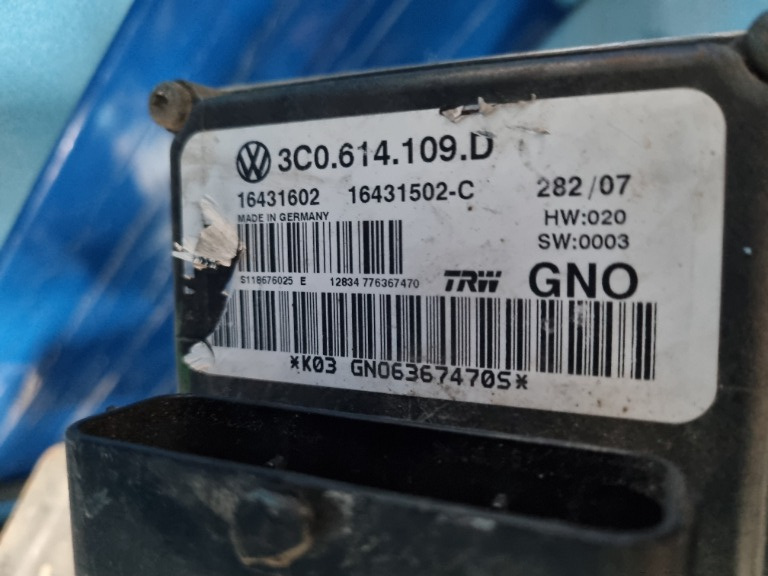 3C0.614.109.D
16431602 16431502-C 282/07
MADE IN GERMANY HW:020
SW:0003
S118676025 E 12834 776367470 TRW GNO
*K03 GNO6367470S*